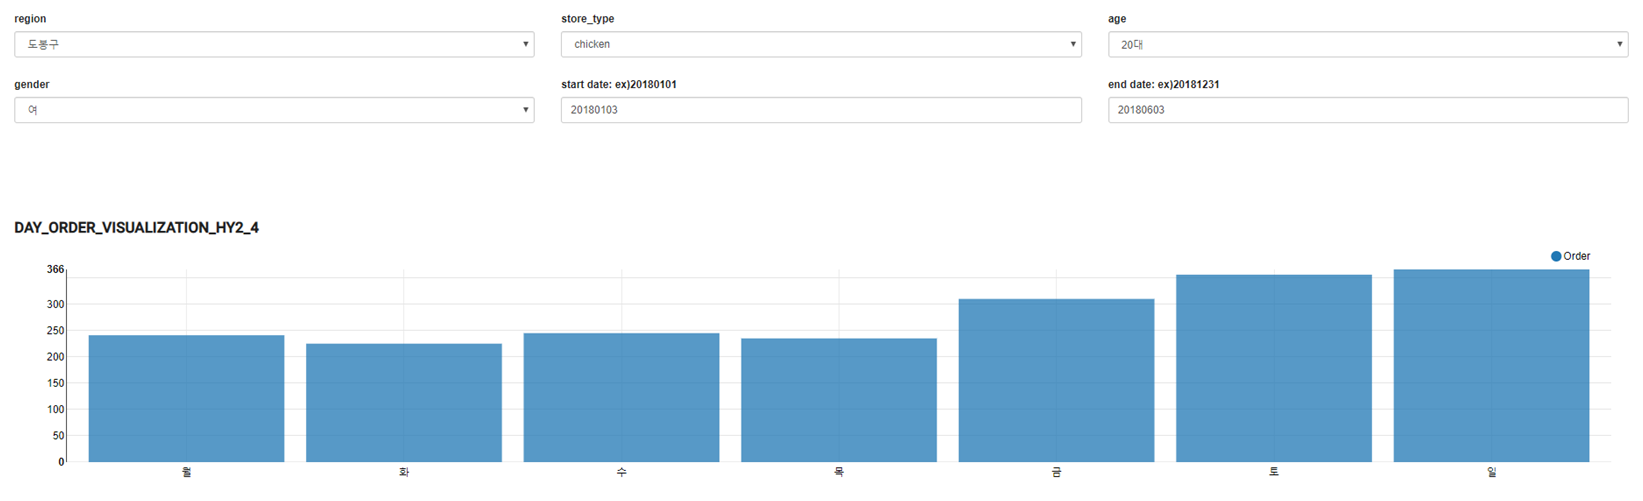 region store_type age
도봉구 chicken 20대
gender start date: ex)20180101 end date: ex)20181231
여 20180103 20180603
DAY_ORDER_VISUALIZATION_HY2_4
Order
366
300
250
200
150
100
50
0
월 화 수 목 금 토 일